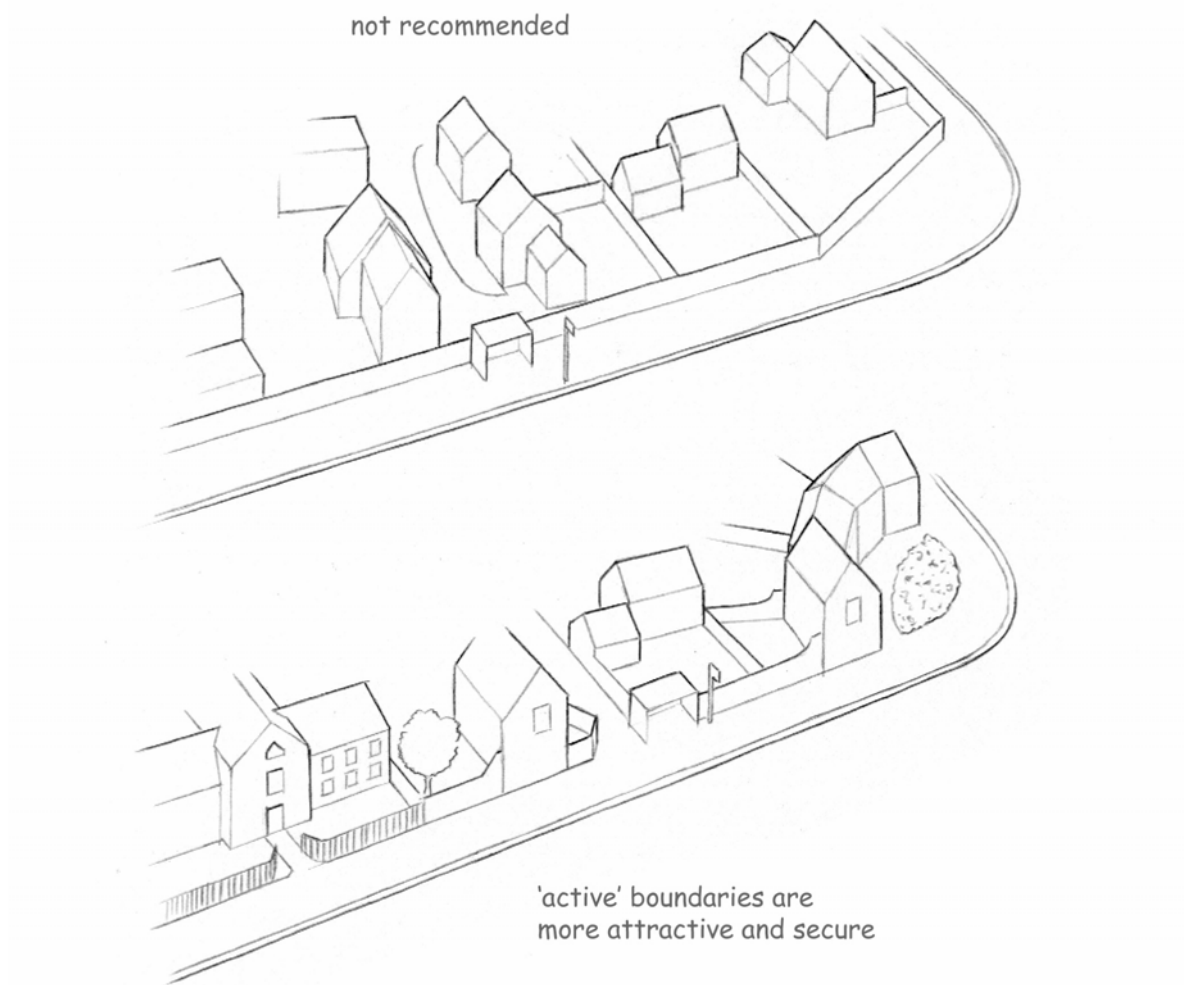 not recommended
‘active’ boundaries are
more attractive and secure